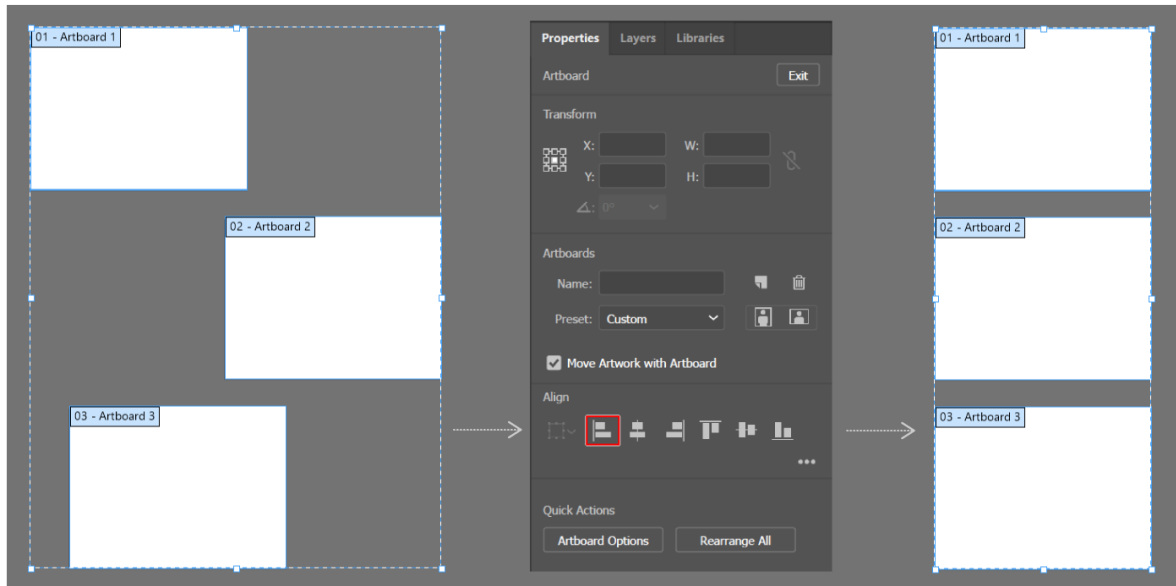 01 - Artboard 1
02 - Artboard 2
03 - Artboard 3
Properties Layers Libraries
Artboard Exit
Transform
X: W:
Y: H:
0°
Artboards
Name:
Preset: Custom
Move Artwork with Artboard
Align
Quick Actions
Artboard Options Rearrange All
01 - Artboard 1
02 - Artboard 2
03 - Artboard 3